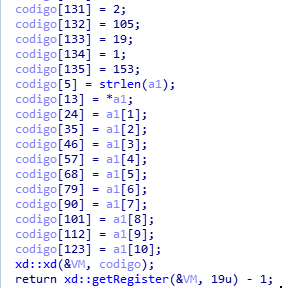 codigo[131] = 2;
codigo[132] = 105;
codigo[133] = 19;
codigo[134] = 1;
codigo[135] = 153;
codigo[5] = strlen(a1);
codigo[13] = *a1;
codigo[24] = a1[1];
codigo[35] = a1[2];
codigo[46] = a1[3];
codigo[57] = a1[4];
codigo[68] = a1[5];
codigo[79] = a1[6];
codigo[90] = a1[7];
codigo[101] = a1[8];
codigo[112] = a1[9];
codigo[123] = a1[10];
xd::xd(&VM, codigo);
return xd::getRegister(&VM, 19u) - 1;